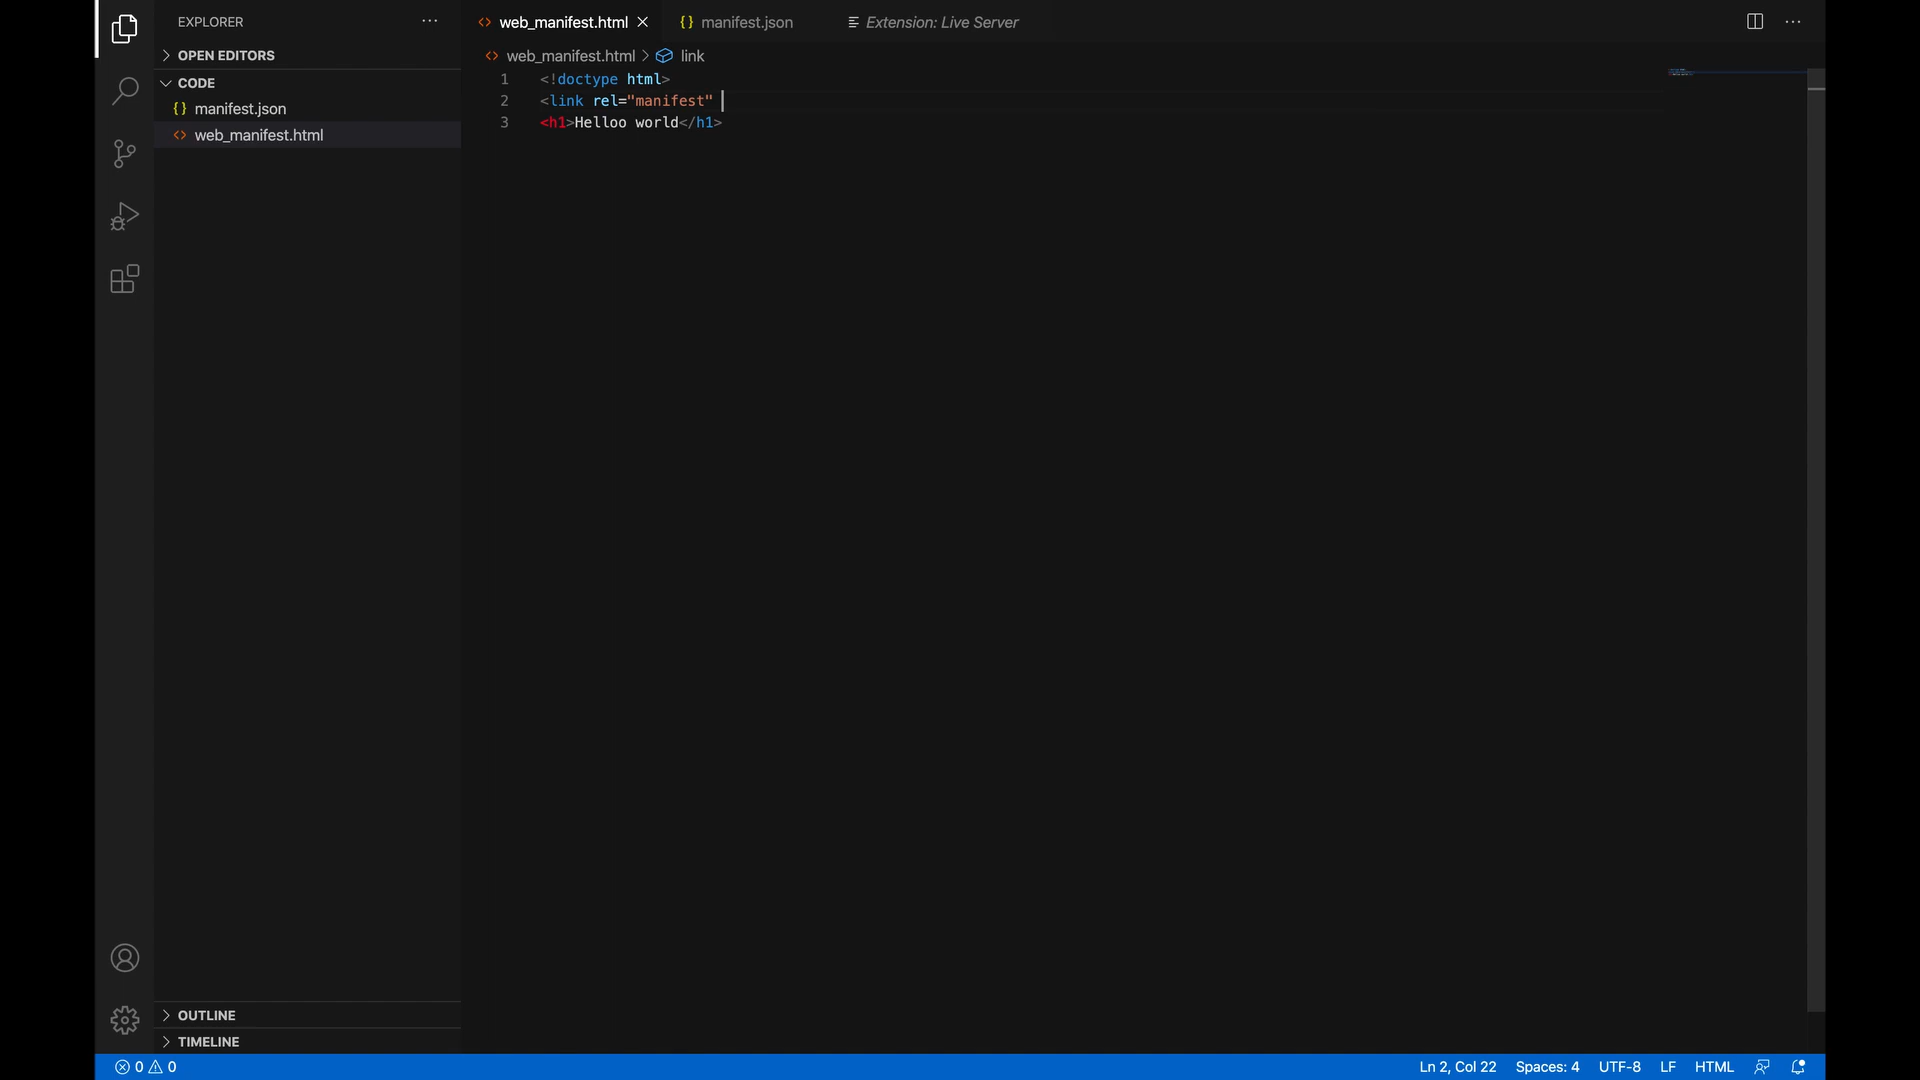 EXPLORER
OPEN EDITORS
CODE
{} manifest.json
<> web_manifest.html
OUTLINE
TIMELINE
<> web_manifest.html
{} manifest.json
Extension: Live Server
<> web_manifest.html > link
1 <!doctype html>
2 <link rel="manifest"
3 <h1>Helloo world</h1>
0 0
Ln 2, Col 22
Spaces: 4
UTF-8
LF
HTML